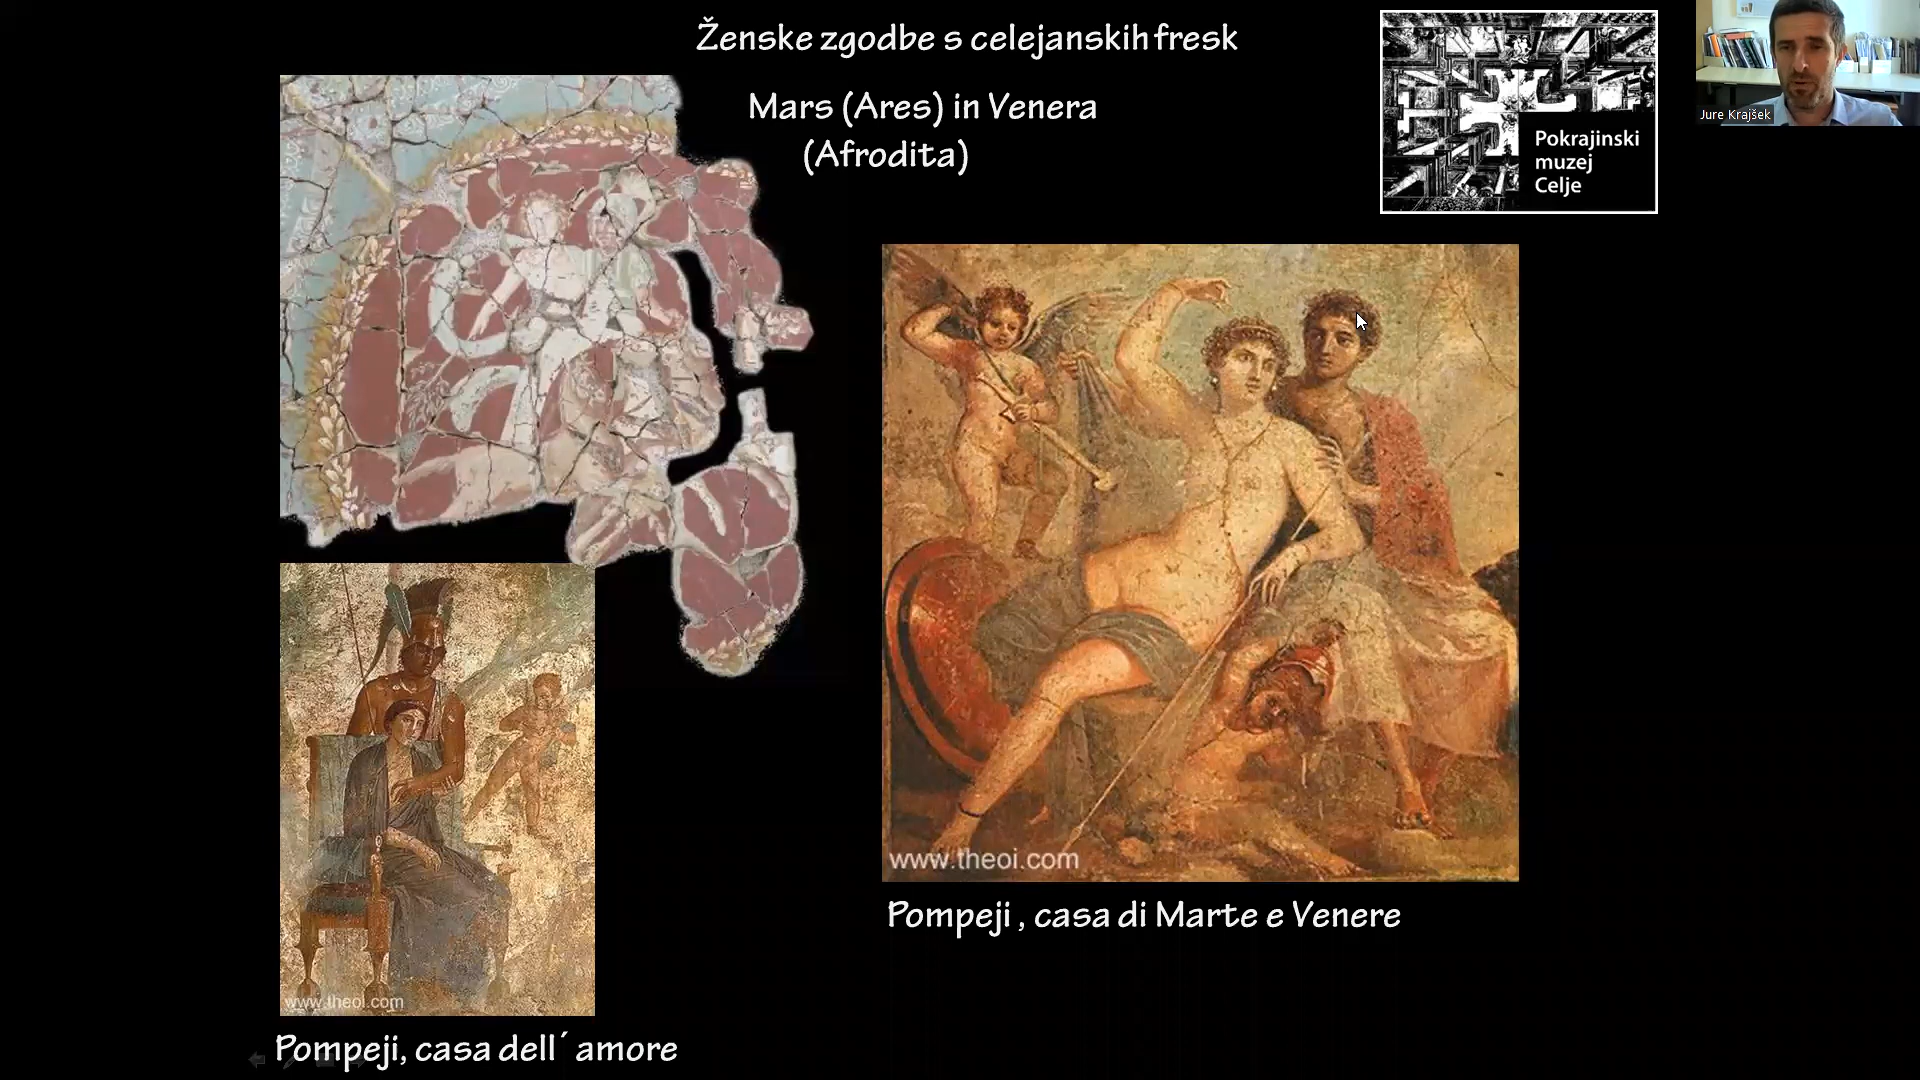 Ženske zgodbe s celejanskih fresk
Mars (Ares) in Venera
(Afrodita)
Pokrajinski
muzej
Celje
Jure Krajšek
www.theoi.com
Pompeji , casa di Marte e Venere
www.theoi.com
Pompeji, casa dell´ amore